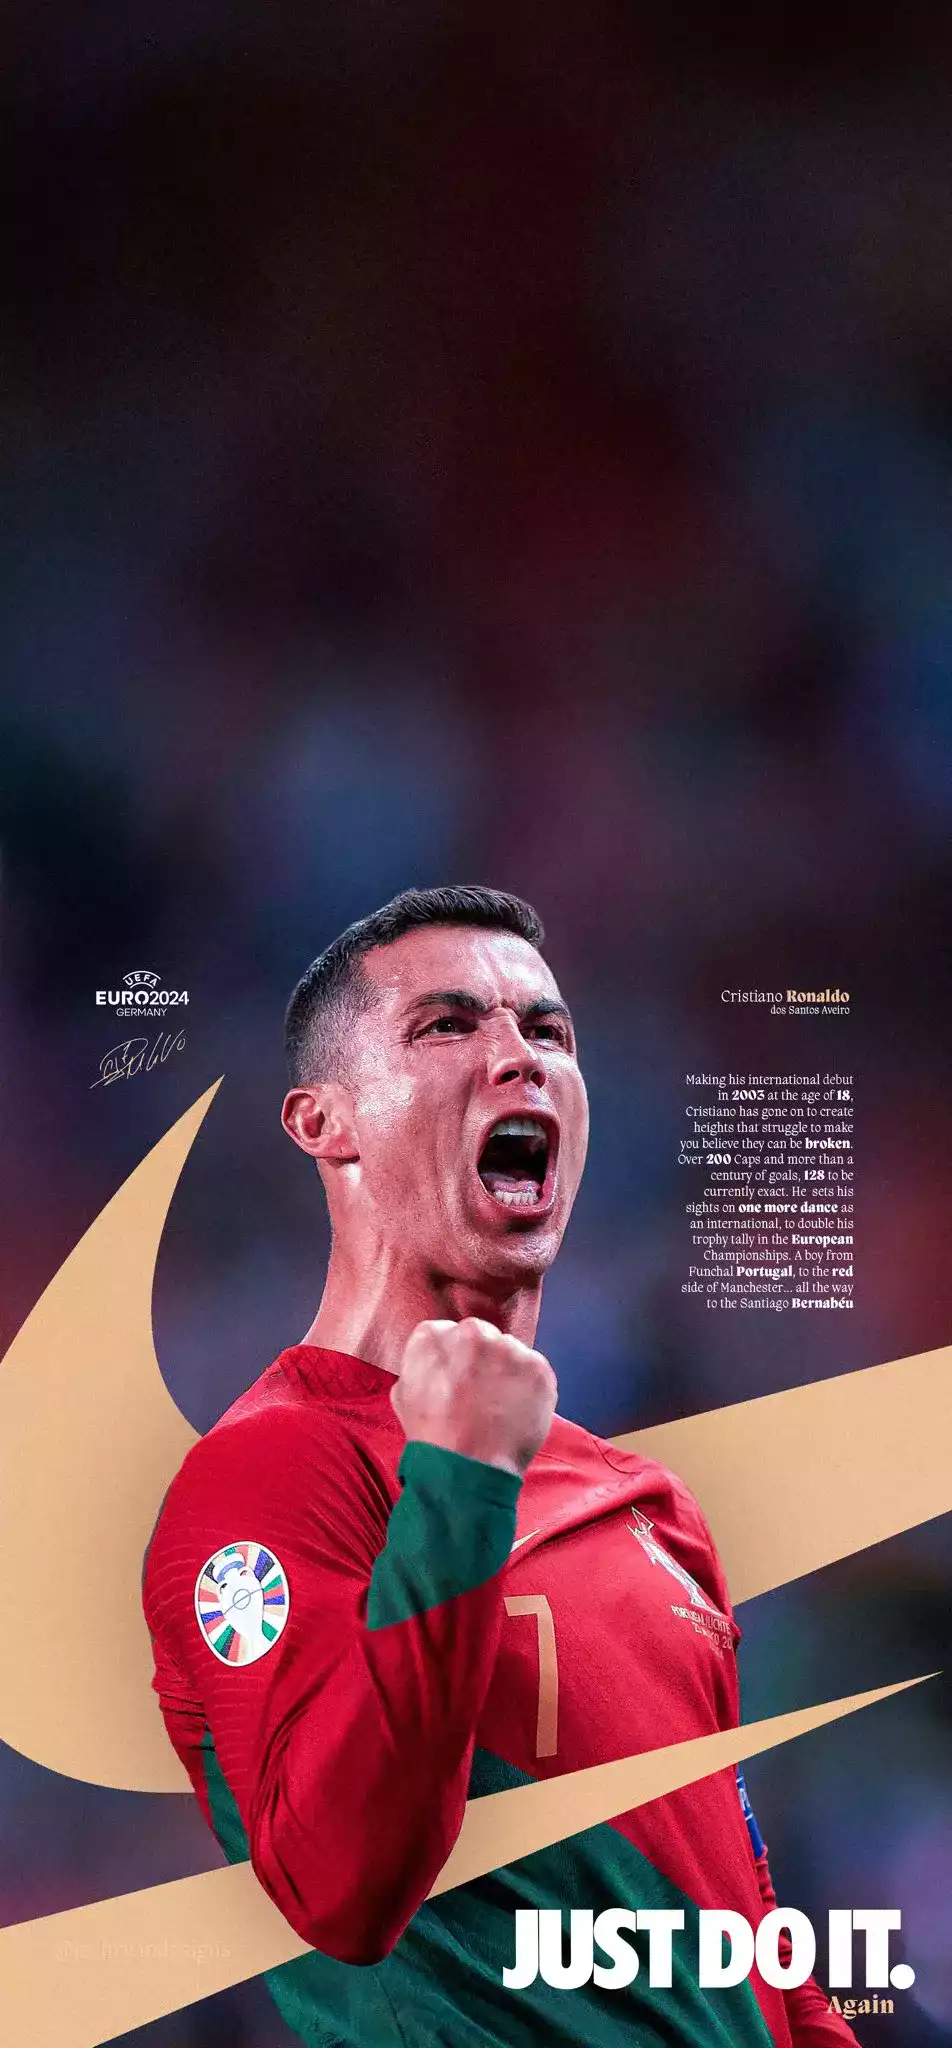 UEFA
EURO2024
GERMANY
Cristiano Ronaldo
dos Santos Aveiro
Making his international debut
in 2003 at the age of 18,
Cristiano has gone on to create
heights that struggle to make
you believe they can be broken.
Over 200 Caps and more than a
century of goals, 128 to be
currently exact. He sets his
sights on one more dance as
an international, to double his
trophy tally in the European
Championships. A boy from
Funchal Portugal, to the red
side of Manchester... all the way
to the Santiago Bernabéu
7
JUST DO IT.
Again